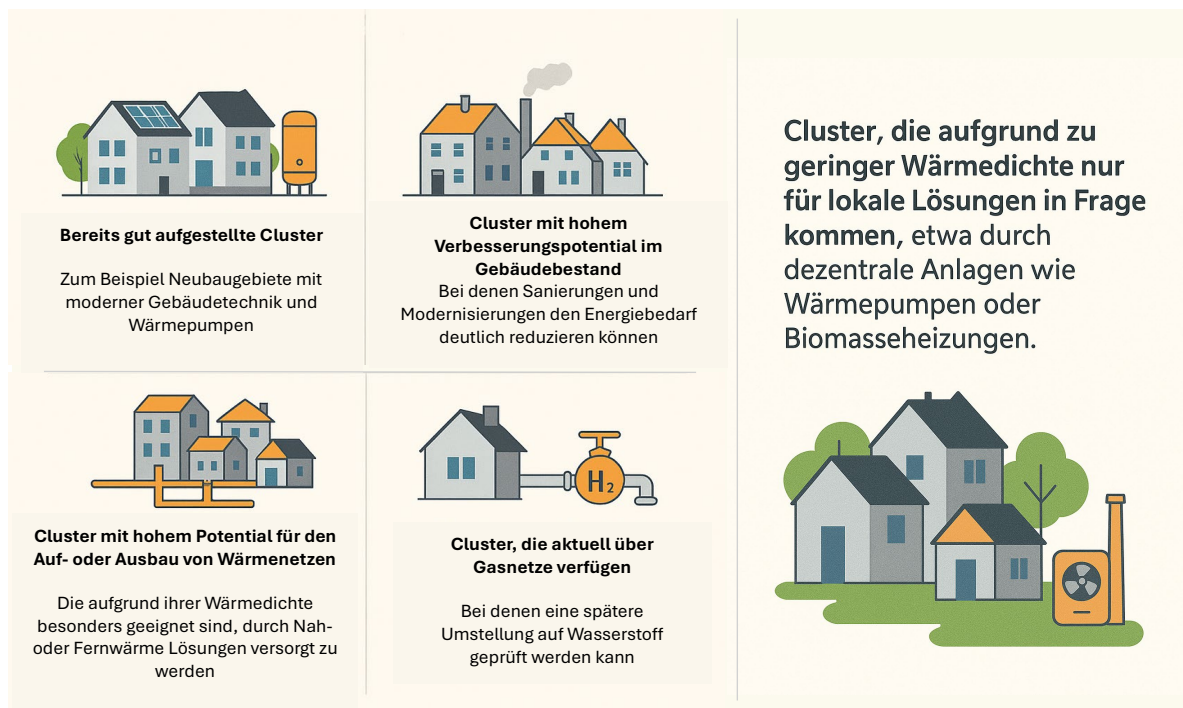 Bereits gut aufgestellte Cluster
Zum Beispiel Neubaugebiete mit
moderner Gebäudetechnik und
Wärmepumpen
Cluster mit hohem
Verbesserungspotential im
Gebäudebestand
Bei denen Sanierungen und
Modernisierungen den Energiebedarf
deutlich reduzieren können
Cluster mit hohem Potential für den
Auf- oder Ausbau von Wärmenetzen
Die aufgrund ihrer Wärmedichte
besonders geeignet sind, durch Nah-
oder Fernwärme Lösungen versorgt zu
werden
H₂
Cluster, die aktuell über
Gasnetze verfügen
Bei denen eine spätere
Umstellung auf Wasserstoff
geprüft werden kann
Cluster, die aufgrund zu
geringer Wärmedichte nur
für lokale Lösungen in Frage
kommen, etwa durch
dezentrale Anlagen wie
Wärmepumpen oder
Biomasseheizungen.